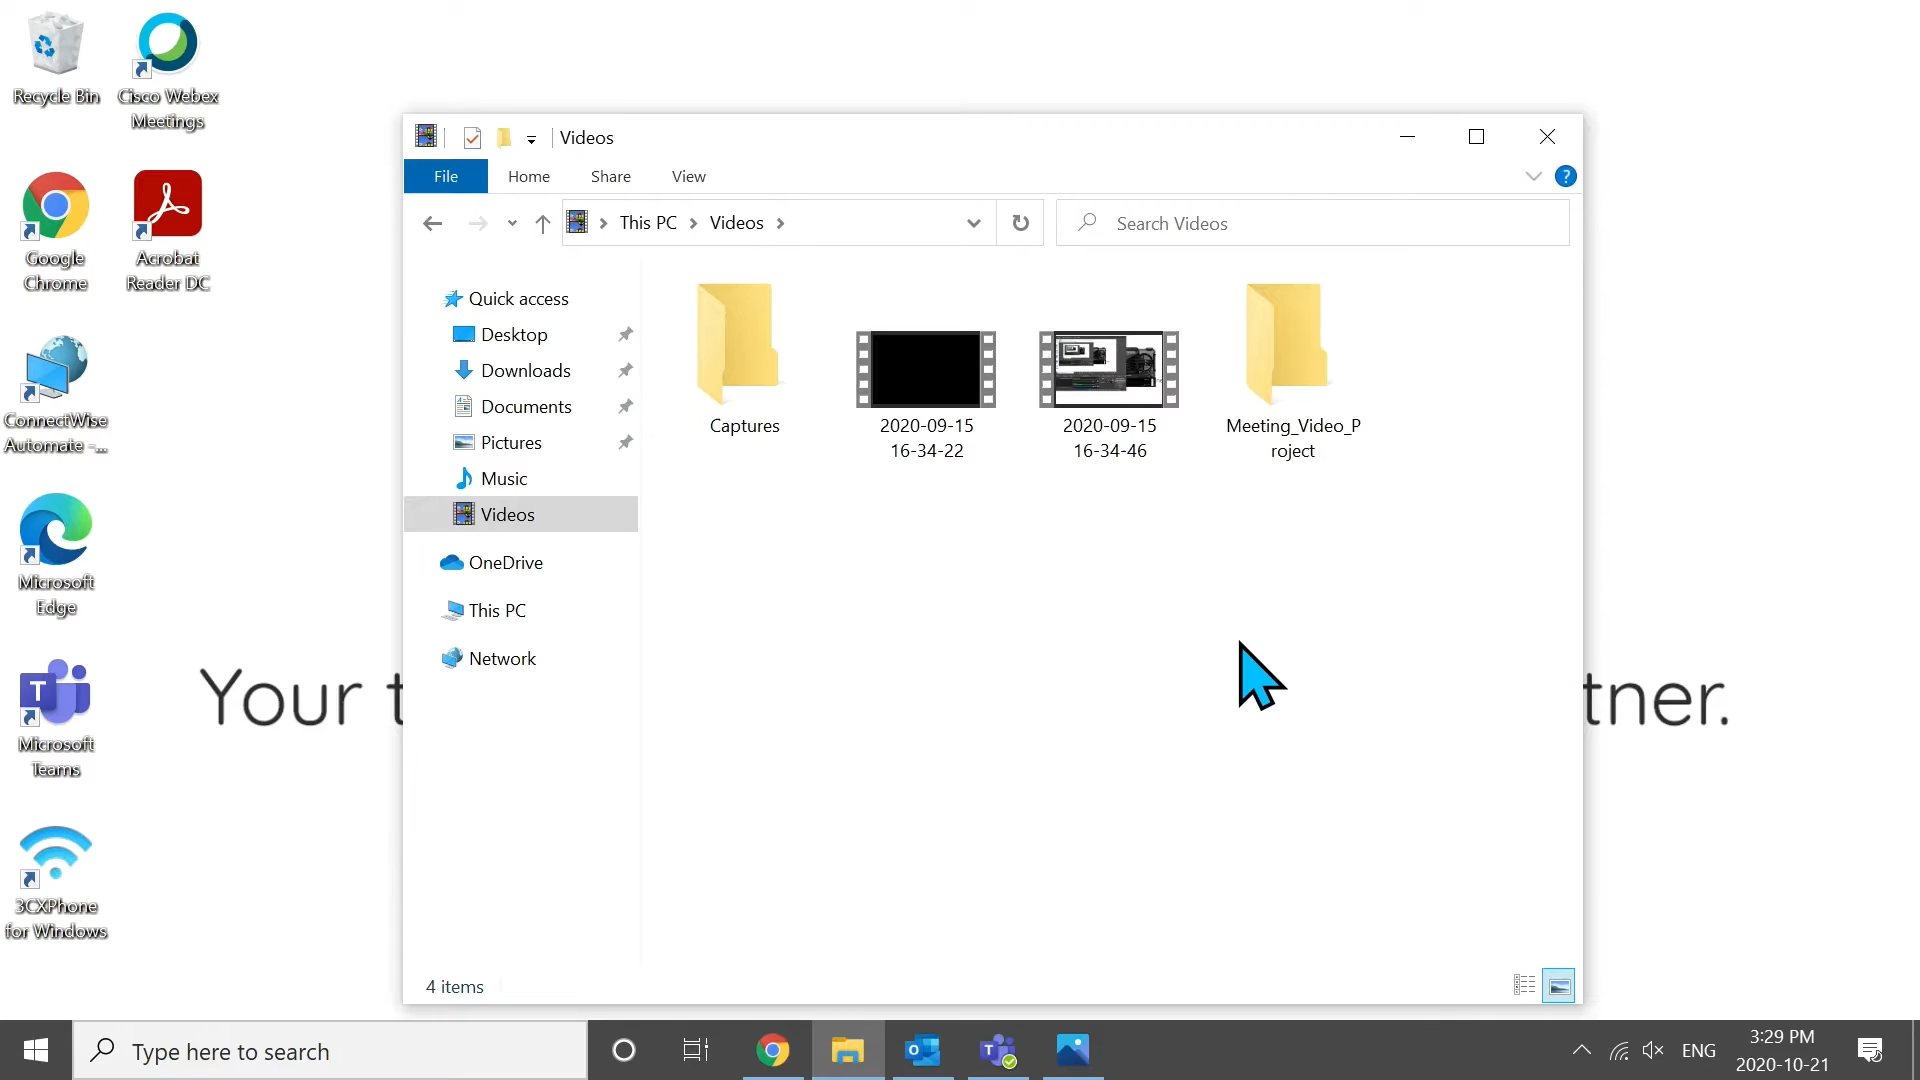 Recycle Bin
Cisco Webex
Meetings
Google
Chrome
Acrobat
Reader DC
ConnectWise
Automate -...
Microsoft
Edge
Microsoft
Teams
3CXPhone
for Windows
Your t
tner.
Videos
File
Home
Share
View
?
This PC
Videos
Search Videos
Quick access
Desktop
Downloads
Documents
Pictures
Music
Videos
OneDrive
This PC
Network
Captures
2020-09-15
16-34-22
2020-09-15
16-34-46
Meeting_Video_P
roject
4 items
Type here to search
ENG
3:29 PM
2020-10-21